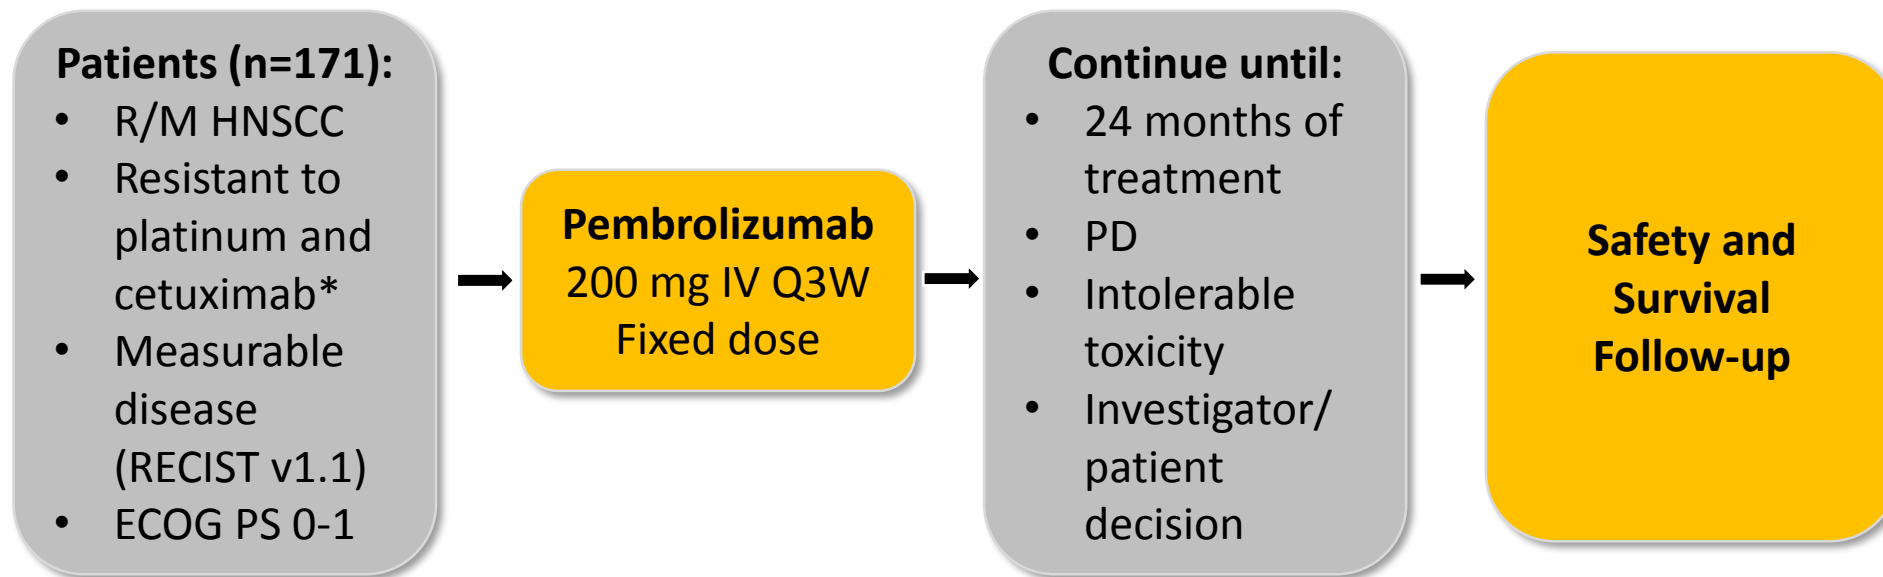 Patients (n=171):
• R/M HNSCC
• Resistant to
platinum and
cetuximab*
• Measurable
disease
(RECIST v1.1)
• ECOG PS 0-1
Pembrolizumab
200 mg IV Q3W
Fixed dose
Continue until:
• 24 months of
treatment
• PD
• Intolerable
toxicity
• Investigator/
patient
decision
Safety and
Survival
Follow-up